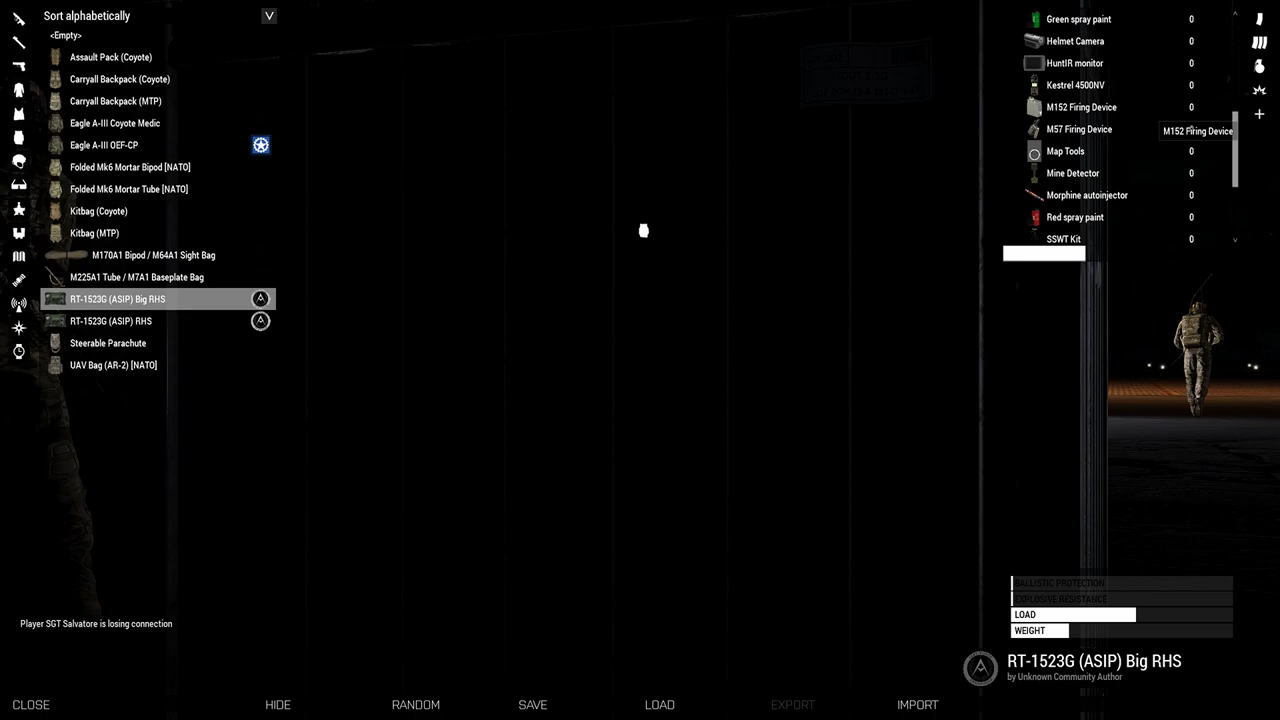 Sort alphabetically
<Empty>
Assault Pack (Coyote)
Carryall Backpack (Coyote)
Carryall Backpack (MTP)
Eagle A-III Coyote Medic
Eagle A-III OEF-CP
Folded Mk6 Mortar Bipod [NATO]
Folded Mk6 Mortar Tube [NATO]
Kitbag (Coyote)
Kitbag (MTP)
M170A1 Bipod / M64A1 Sight Bag
M225A1 Tube / M7A1 Baseplate Bag
RT-1523G (ASIP) Big RHS
RT-1523G (ASIP) RHS
Steerable Parachute
UAV Bag (AR-2) [NATO]
Player SGT Salvatore is losing connection
Green spray paint 0
Helmet Camera 0
HuntIR monitor 0
Kestrel 4500NV 0
M152 Firing Device 0
M57 Firing Device
M152 Firing Device
Map Tools 0
Mine Detector 0
Morphine autoinjector 0
Red spray paint 0
SSWT Kit 0
BALLISTIC PROTECTION
EXPLOSIVE RESISTANCE
LOAD
WEIGHT
RT-1523G (ASIP) Big RHS
by Unknown Community Author
CLOSE HIDE RANDOM SAVE LOAD EXPORT IMPORT